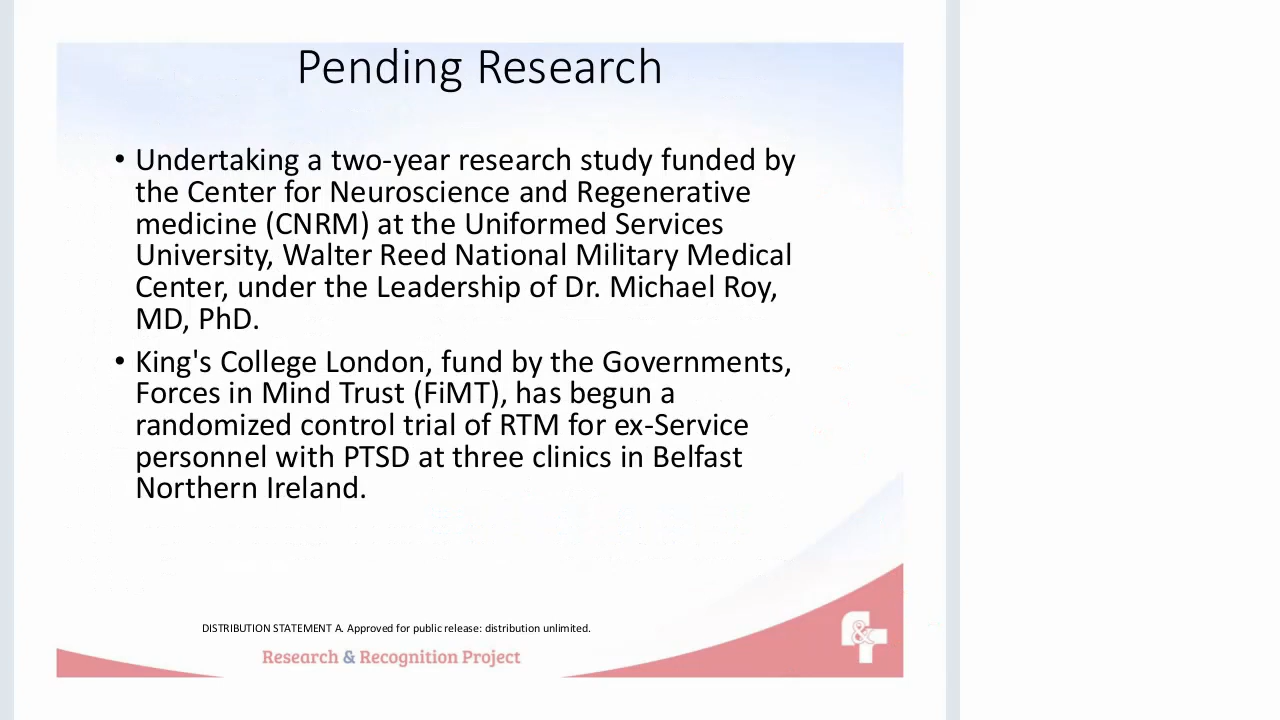 Pending Research
• Undertaking a two-year research study funded by
the Center for Neuroscience and Regenerative
medicine (CNRM) at the Uniformed Services
University, Walter Reed National Military Medical
Center, under the Leadership of Dr. Michael Roy,
MD, PhD.
• King's College London, fund by the Governments,
Forces in Mind Trust (FiMT), has begun a
randomized control trial of RTM for ex-Service
personnel with PTSD at three clinics in Belfast
Northern Ireland.
DISTRIBUTION STATEMENT A. Approved for public release: distribution unlimited.
Research & Recognition Project